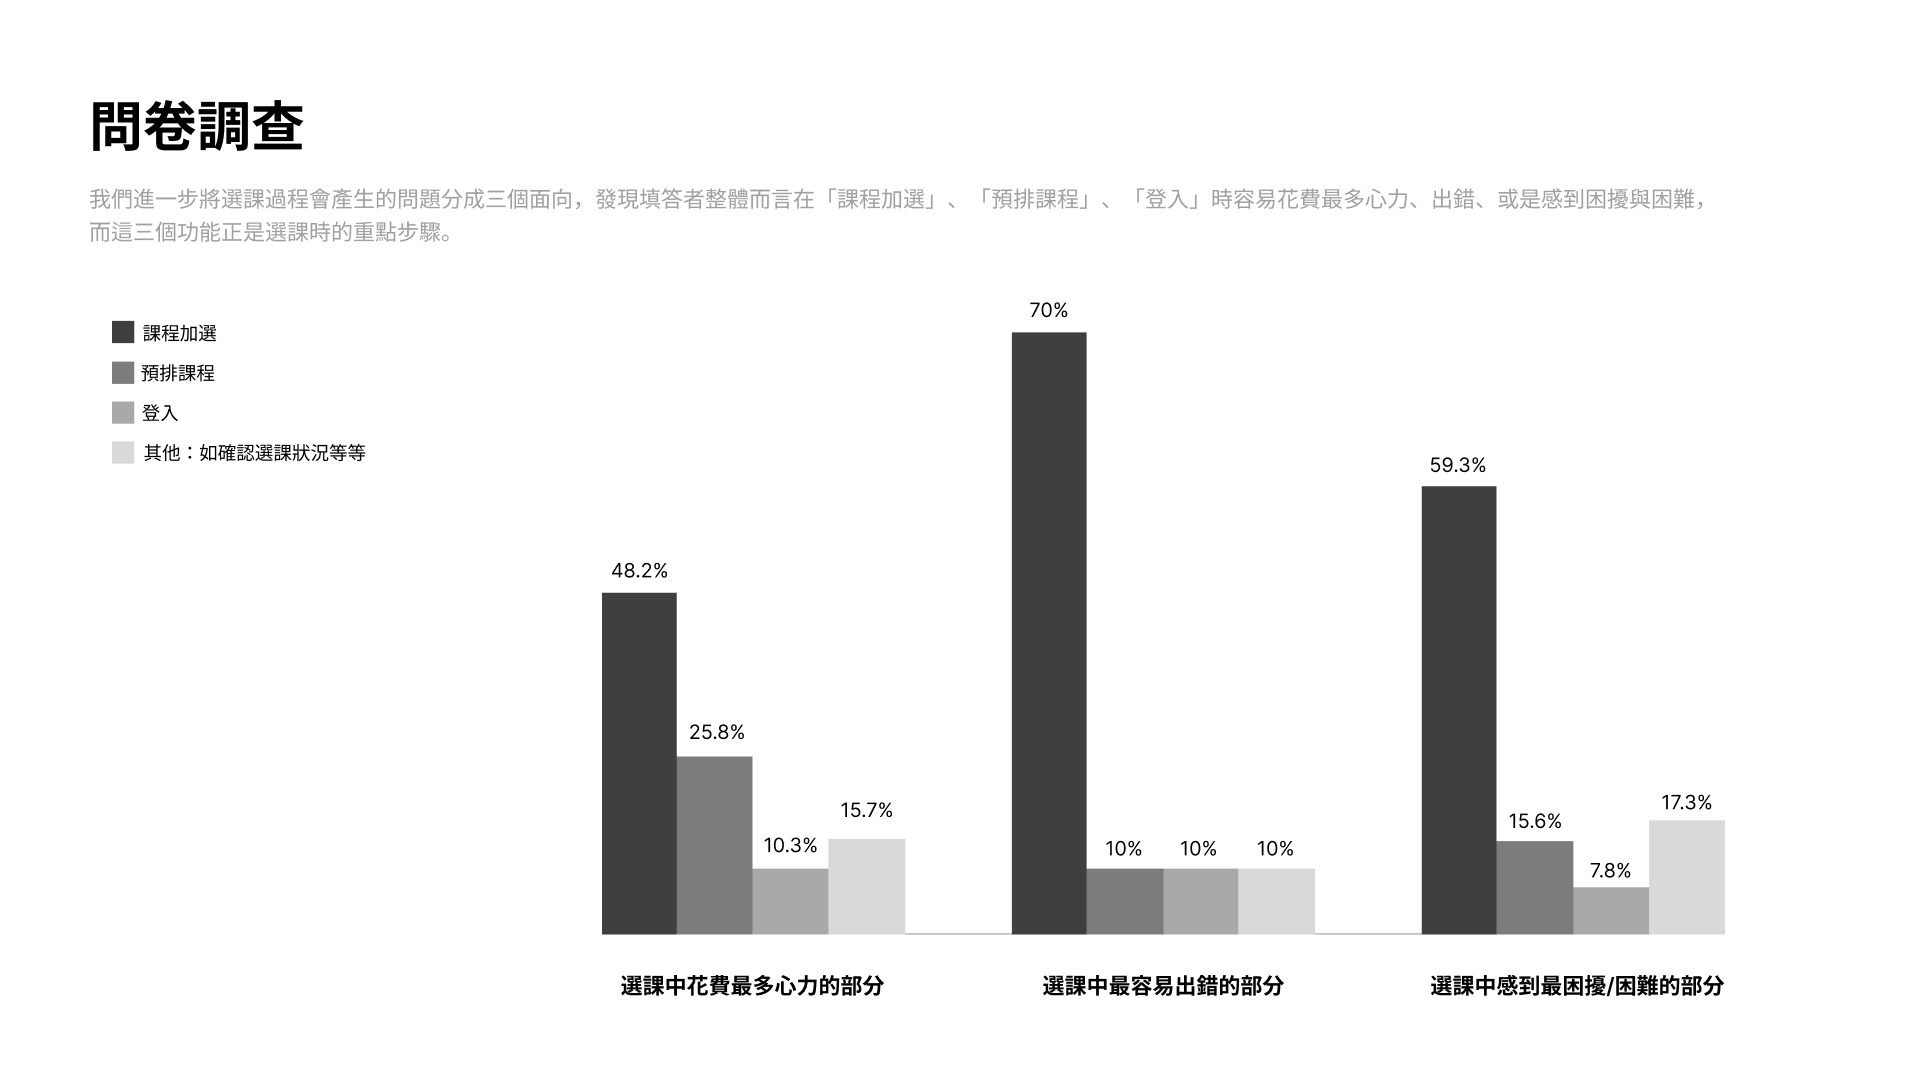 問卷調查
我們進一步將選課過程會產生的問題分成三個面向，發現填答者整體而言在「課程加選」、「預排課程」、「登入」時容易花費最多心力、出錯、或是感到困擾與困難，
而這三個功能正是選課時的重點步驟。
課程加選
預排課程
登入
其他：如確認選課狀況等等
48.2%
25.8%
10.3%
15.7%
選課中花費最多心力的部分
70%
10%
10%
10%
選課中最容易出錯的部分
59.3%
15.6%
7.8%
17.3%
選課中感到最困擾/困難的部分